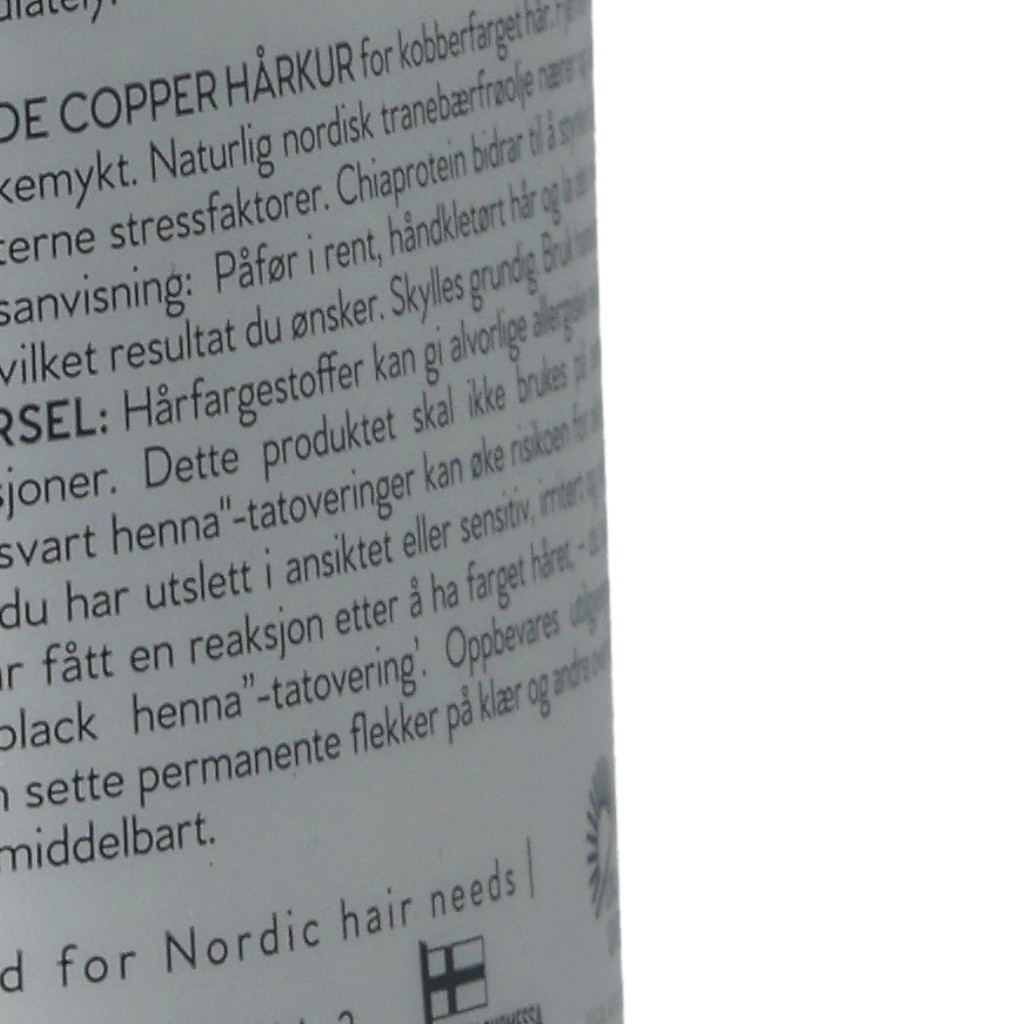 DE COPPER HÅRKUR for kobberfarget hår.
kemykt. Naturlig nordisk tranebærfrøolje nærer
terne stressfaktorer. Chiaprotein bidrar til å
sanvisning: Påfør i rent, håndkletørt hår og la det
vilket resultat du ønsker. Skylles grundig. Bruk
RSEL: Hårfargestoffer kan gi alvorlige
sjoner. Dette produktet skal ikke brukes på
svart henna"-tatoveringer kan øke risikoen for
du har utslett i ansiktet eller sensitiv, irritert og
ar fått en reaksjon etter å ha farget håret, -
black henna”-tatovering’. Oppbevares
n sette permanente flekker på klær og andre
middelbart.
d for Nordic hair needs |